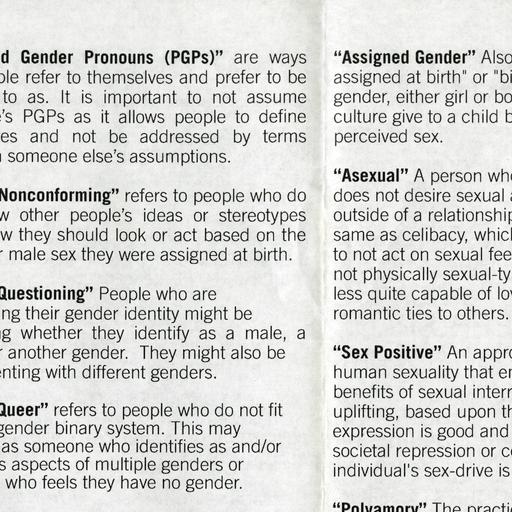 d Gender Pronouns (PGPs)" are ways
ple refer to themselves and prefer to be
to as. It is important to not assume
e's PGPs as it allows people to define
es and not be addressed by terms
someone else's assumptions.
Nonconforming" refers to people who do
w other people's ideas or stereotypes
w they should look or act based on the
r male sex they were assigned at birth.
Questioning" People who are
ng their gender identity might be
ng whether they identify as a male, a
r another gender. They might also be
enting with different genders.
Queer" refers to people who do not fit
gender binary system. This may
as someone who identifies as and/or
s aspects of multiple genders or
who feels they have no gender.
"Assigned Gender" Also
assigned at birth" or "bi
gender, either girl or bo
culture give to a child b
perceived sex.
"Asexual" A person who
does not desire sexual a
outside of a relationship
same as celibacy, which
to not act on sexual fee
not physically sexual-ty
less quite capable of lo
romantic ties to others.
"Sex Positive" An appro
human sexuality that e
benefits of sexual inter
uplifting, based upon th
expression is good and
societal repression or c
individual's sex-drive is
"Polyamory" The practi